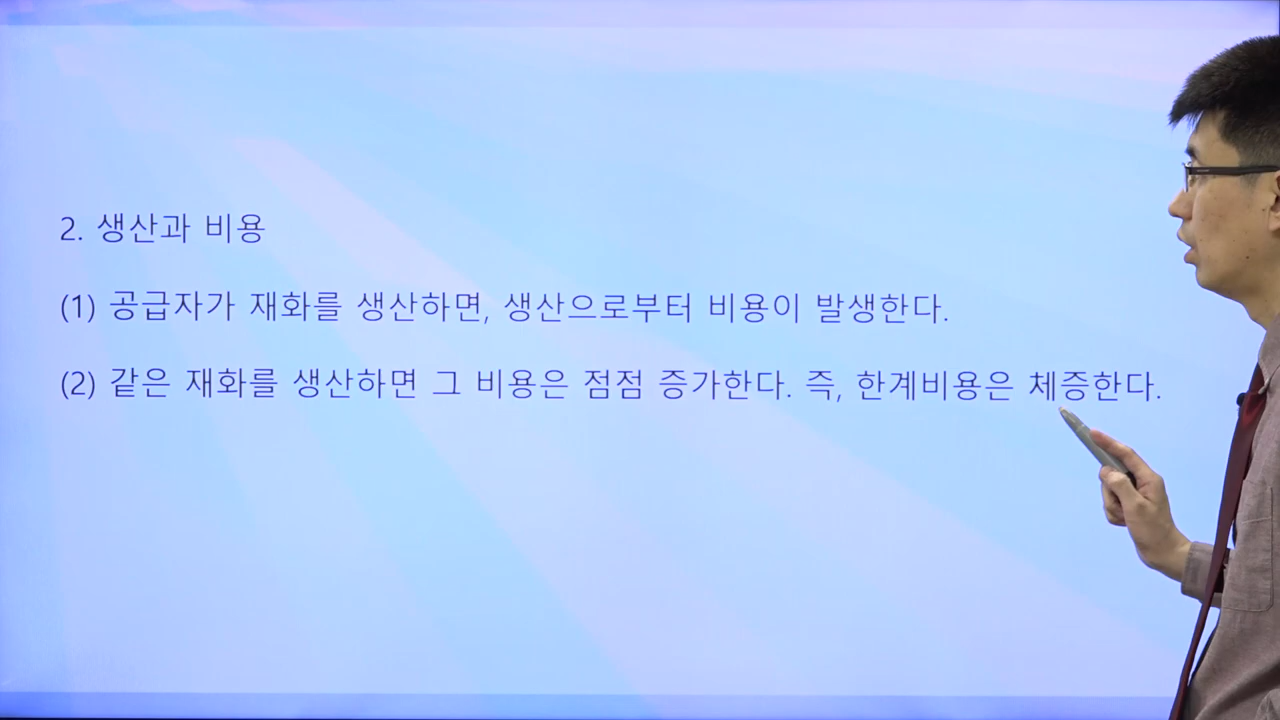 2. 생산과 비용
(1) 공급자가 재화를 생산하면, 생산으로부터 비용이 발생한다.
(2) 같은 재화를 생산하면 그 비용은 점점 증가한다. 즉, 한계비용은 체증한다.